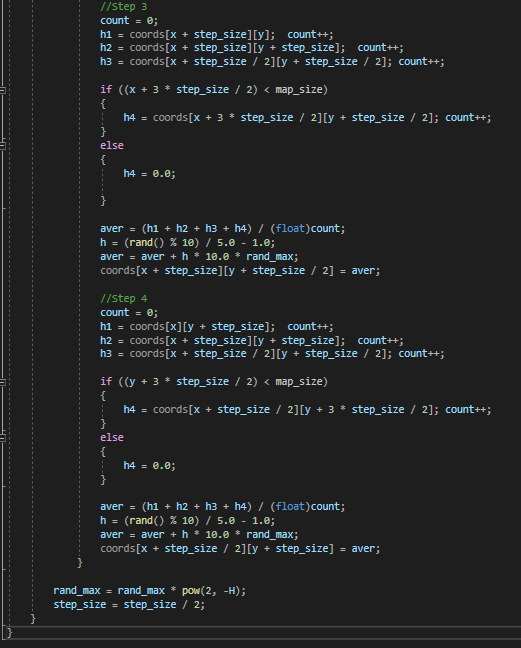 //Step 3
count = 0;
h1 = coords[x + step_size][y];  count++;
h2 = coords[x + step_size][y + step_size];  count++;
h3 = coords[x + step_size / 2][y + step_size / 2]; count++;
if ((x + 3 * step_size / 2) < map_size)
{
h4 = coords[x + 3 * step_size / 2][y + step_size / 2]; count++;
}
else
{
h4 = 0.0;
}
aver = (h1 + h2 + h3 + h4) / (float)count;
h = (rand() % 10) / 5.0 - 1.0;
aver = aver + h * 10.0 * rand_max;
coords[x + step_size][y + step_size / 2] = aver;
//Step 4
count = 0;
h1 = coords[x][y + step_size];  count++;
h2 = coords[x + step_size][y + step_size];  count++;
h3 = coords[x + step_size / 2][y + step_size / 2]; count++;
if ((y + 3 * step_size / 2) < map_size)
{
h4 = coords[x + step_size / 2][y + 3 * step_size / 2]; count++;
}
else
{
h4 = 0.0;
}
aver = (h1 + h2 + h3 + h4) / (float)count;
h = (rand() % 10) / 5.0 - 1.0;
aver = aver + h * 10.0 * rand_max;
coords[x + step_size / 2][y + step_size] = aver;
}
rand_max = rand_max * pow(2, -H);
step_size = step_size / 2;
}
}